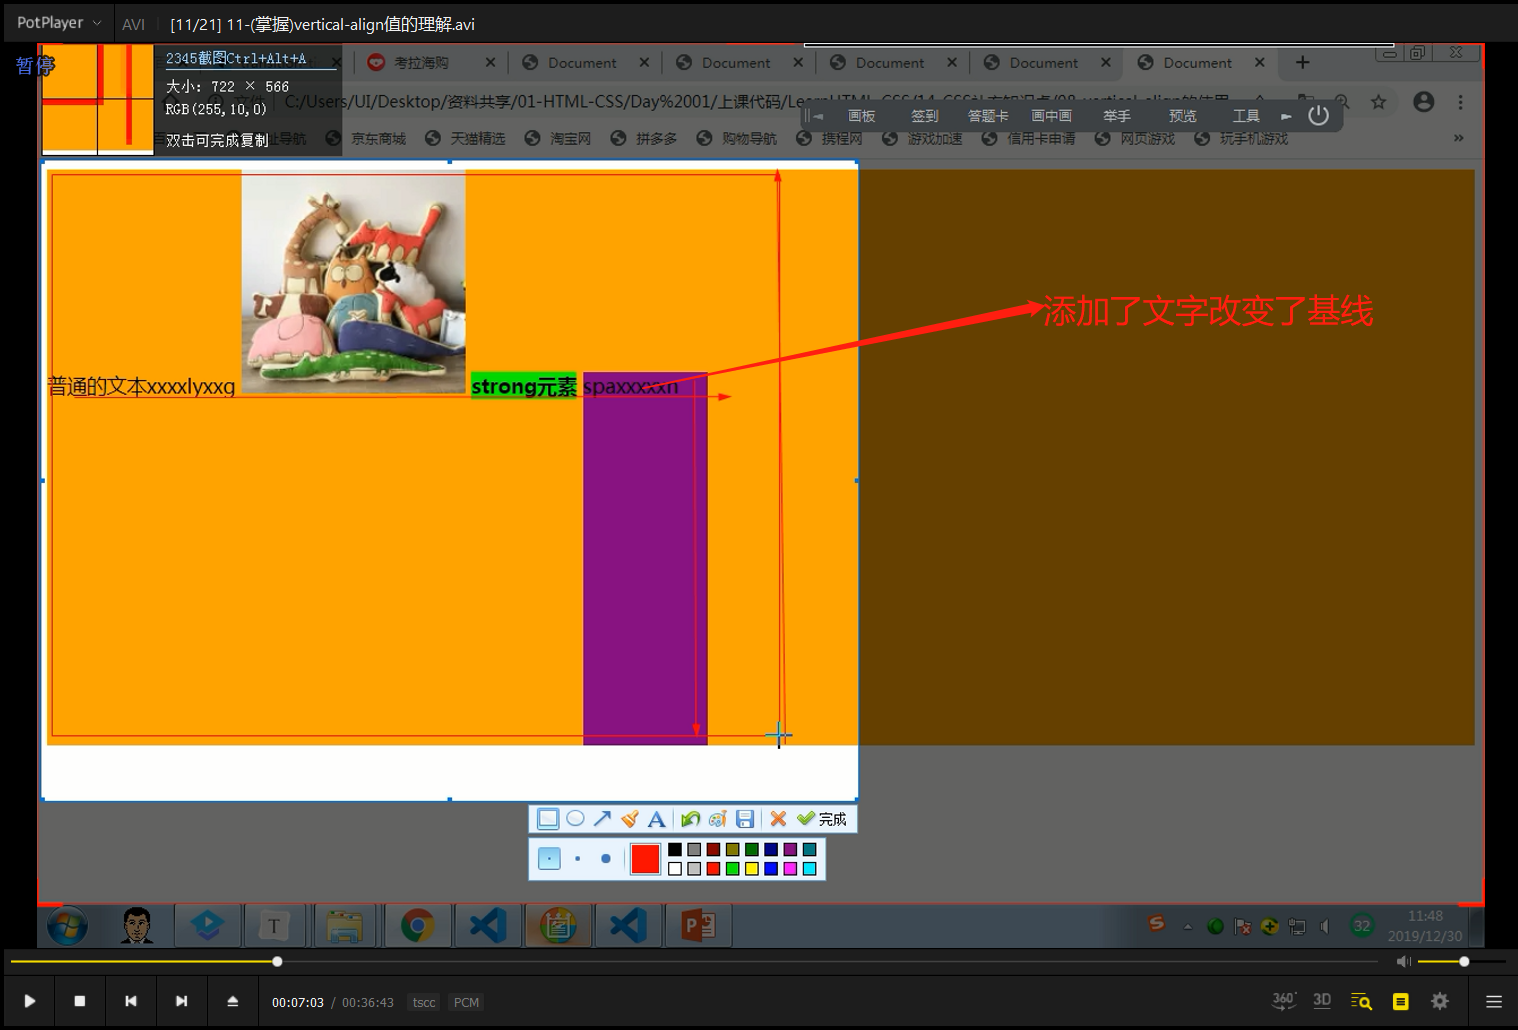 PotPlayer
AVI
[11/21] 11-(掌握)vertical-align值的理解.avi
暂停
2345截图Ctrl+Alt+A
大小: 722 × 566
RGB(255,10,0)
双击可完成复制
考拉海购
Document
Document
Document
Document
Document
C:/Users/UI/Desktop/资料共享/01-HTML-CSS/Day%2001/上课代码/LearnHTML_CSS/14_CSS
画板
签到
答题卡
画中画
举手
预览
工具
京东商城
天猫精选
淘宝网
拼多多
购物导航
携程网
游戏加速
信用卡申请
网页游戏
玩手机游戏
»
添加了文字改变了基线
普通的文本xxxxlyxxg
strong元素
spaxxxxxn
A
完成
T
32
11:48
2019/12/30
00:07:03 / 00:36:43
tscc
PCM
360°
3D